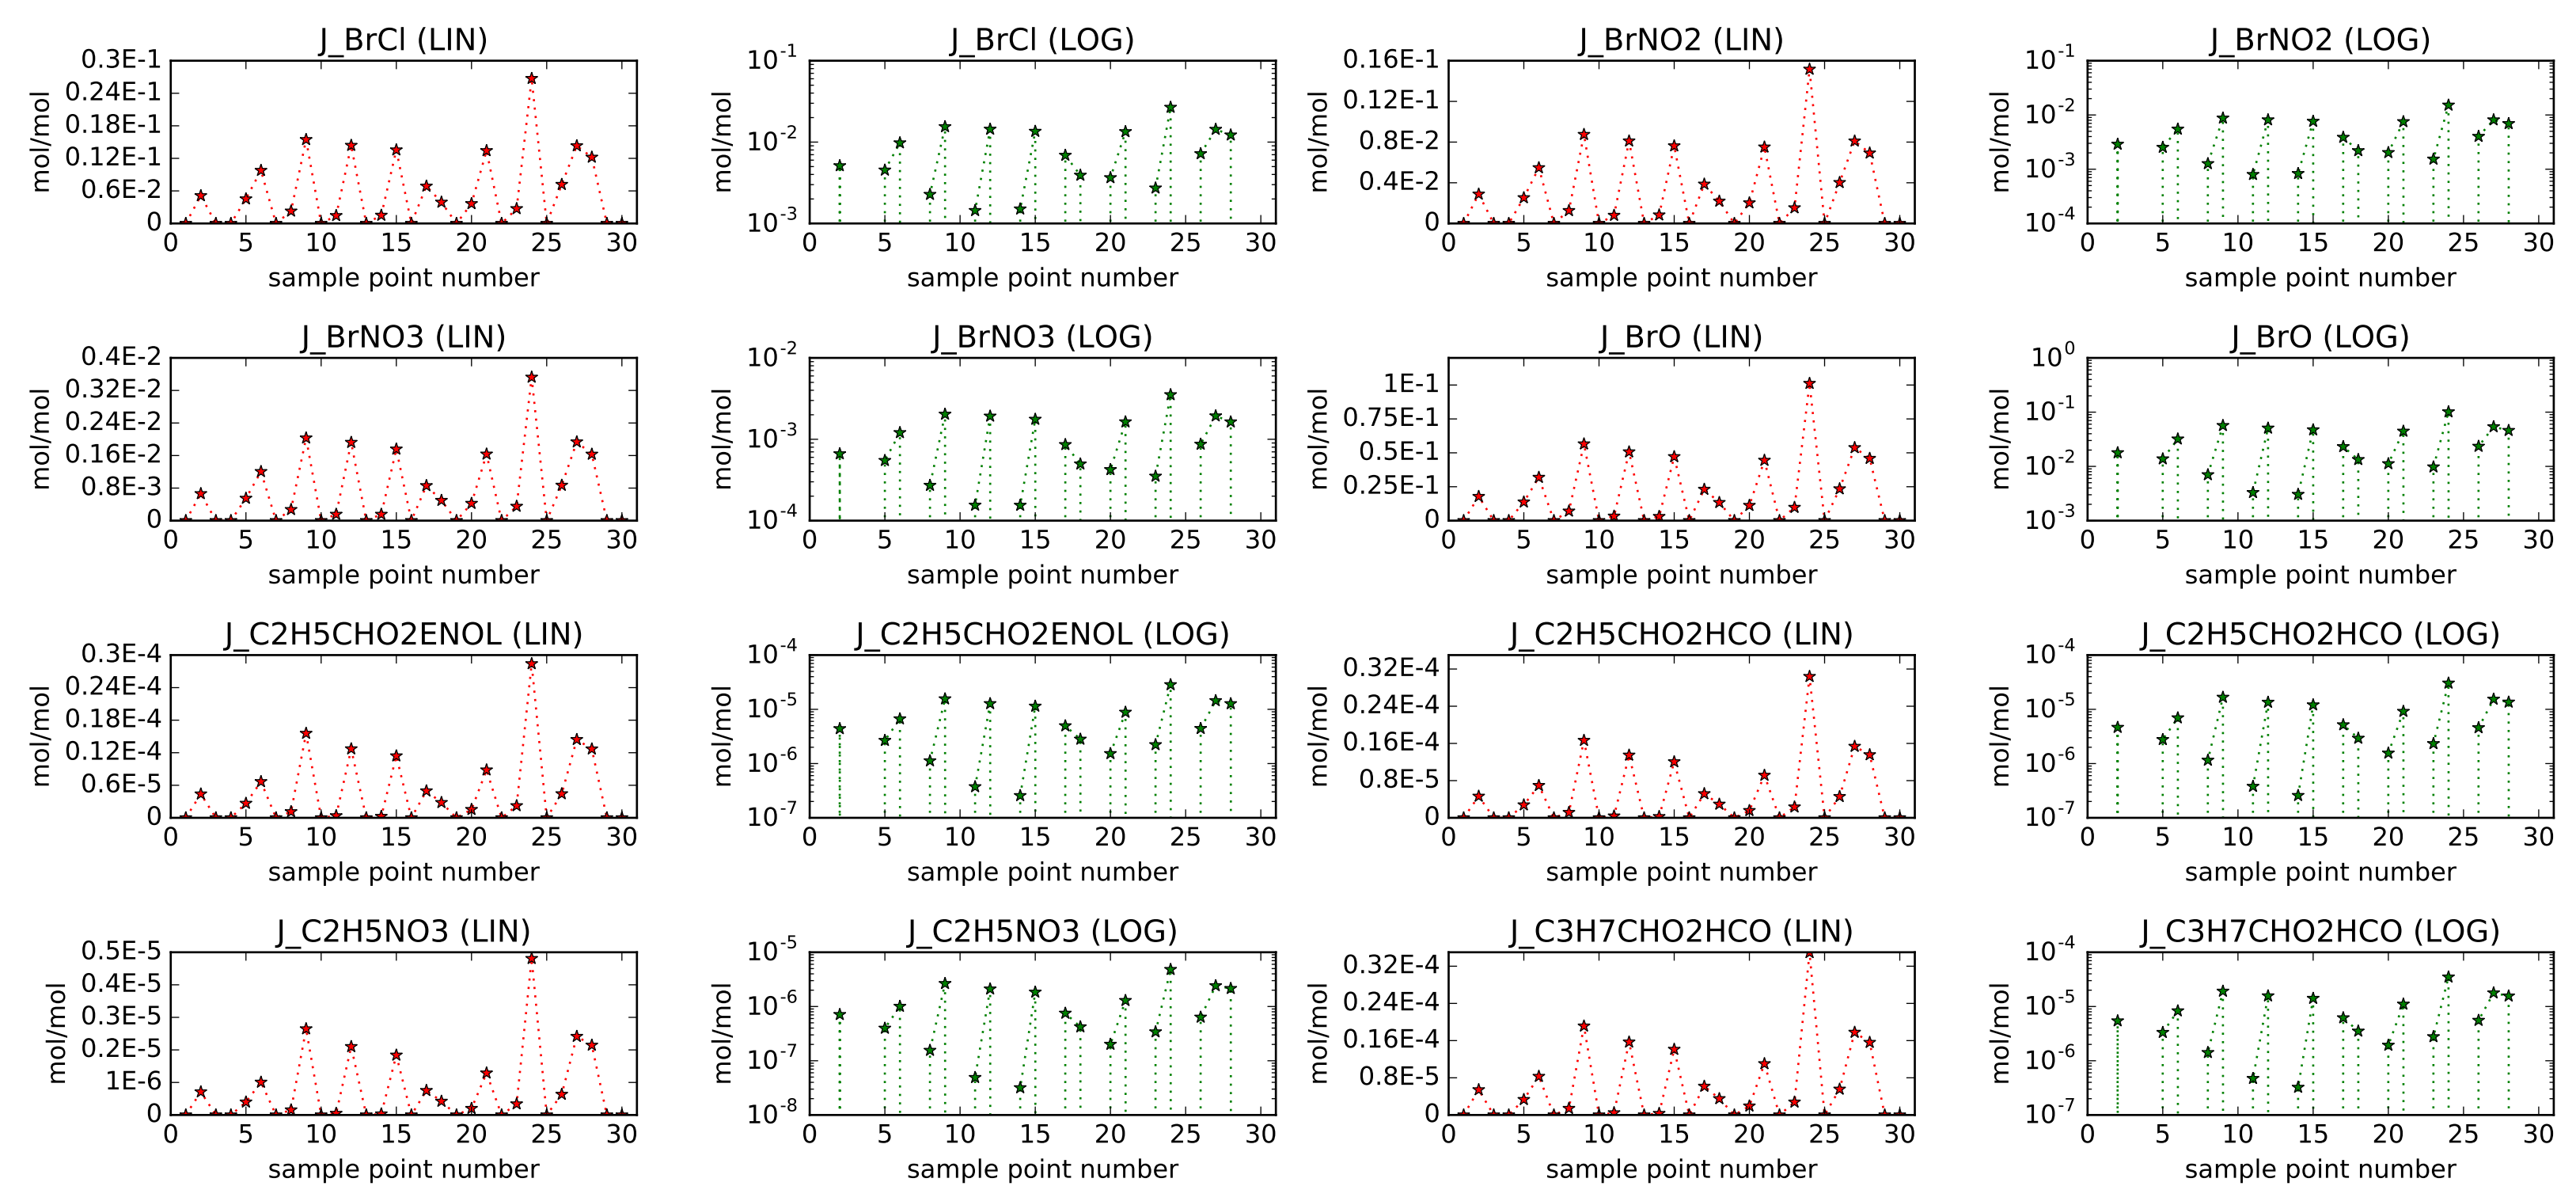 J_BrCl (LIN)
mol/mol
0.3E-1
0.24E-1
0.18E-1
0.12E-1
0.6E-2
0
0 5 10 15 20 25 30
sample point number
J_BrCl (LOG)
mol/mol
10-1
10-2
10-3
0 5 10 15 20 25 30
sample point number
J_BrNO2 (LIN)
mol/mol
0.16E-1
0.12E-1
0.8E-2
0.4E-2
0
0 5 10 15 20 25 30
sample point number
J_BrNO2 (LOG)
mol/mol
10-1
10-2
10-3
10-4
0 5 10 15 20 25 30
sample point number
J_BrNO3 (LIN)
mol/mol
0.4E-2
0.32E-2
0.24E-2
0.16E-2
0.8E-3
0
0 5 10 15 20 25 30
sample point number
J_BrNO3 (LOG)
mol/mol
10-2
10-3
10-4
0 5 10 15 20 25 30
sample point number
J_BrO (LIN)
mol/mol
1E-1
0.75E-1
0.5E-1
0.25E-1
0
0 5 10 15 20 25 30
sample point number
J_BrO (LOG)
mol/mol
100
10-1
10-2
10-3
0 5 10 15 20 25 30
sample point number
J_C2H5CHO2ENOL (LIN)
mol/mol
0.3E-4
0.24E-4
0.18E-4
0.12E-4
0.6E-5
0
0 5 10 15 20 25 30
sample point number
J_C2H5CHO2ENOL (LOG)
mol/mol
10-4
10-5
10-6
10-7
0 5 10 15 20 25 30
sample point number
J_C2H5CHO2HCO (LIN)
mol/mol
0.32E-4
0.24E-4
0.16E-4
0.8E-5
0
0 5 10 15 20 25 30
sample point number
J_C2H5CHO2HCO (LOG)
mol/mol
10-4
10-5
10-6
10-7
0 5 10 15 20 25 30
sample point number
J_C2H5NO3 (LIN)
mol/mol
0.5E-5
0.4E-5
0.3E-5
0.2E-5
1E-6
0
0 5 10 15 20 25 30
sample point number
J_C2H5NO3 (LOG)
mol/mol
10-5
10-6
10-7
10-8
0 5 10 15 20 25 30
sample point number
J_C3H7CHO2HCO (LIN)
mol/mol
0.32E-4
0.24E-4
0.16E-4
0.8E-5
0
0 5 10 15 20 25 30
sample point number
J_C3H7CHO2HCO (LOG)
mol/mol
10-4
10-5
10-6
10-7
0 5 10 15 20 25 30
sample point number